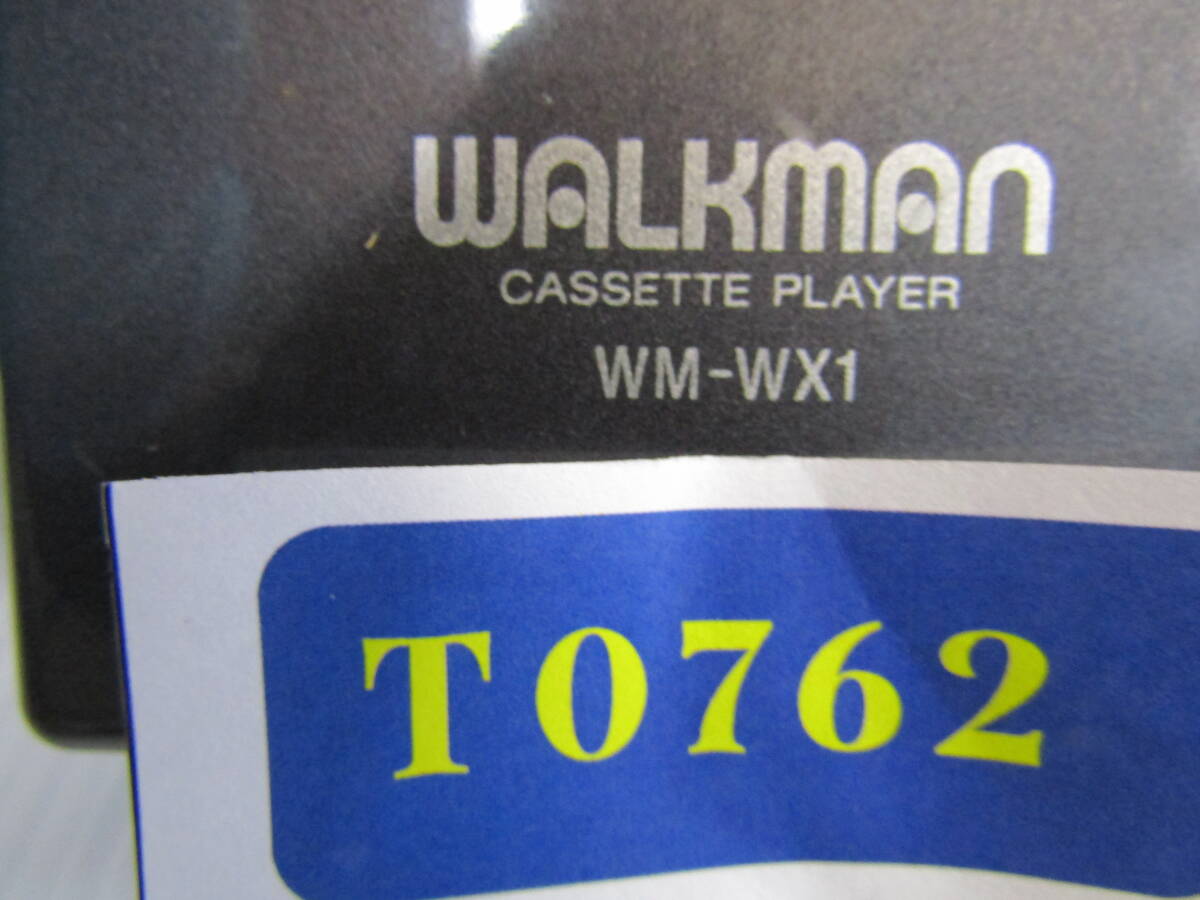 WALKMAN
CASSETTE PLAYER
WM-WX1
T0762